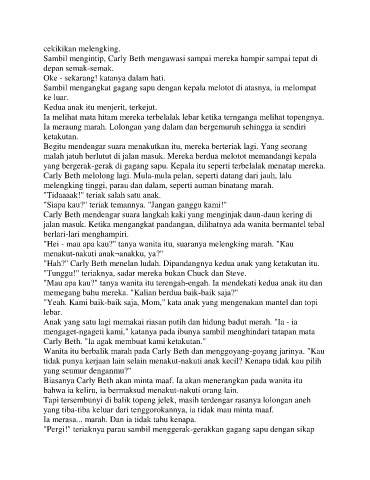 cekikikan melengking.
Sambil mengintip, Carly Beth mengawasi sampai mereka hampir sampai tepat di
depan semak-semak.
Oke - sekarang! katanya dalam hati.
Sambil mengangkat gagang sapu dengan kepala melotot di atasnya, ia melompat
ke luar.
Kedua anak itu menjerit, terkejut.
Ia melihat mata hitam mereka terbelalak lebar ketika ternganga melihat topengnya.
Ia meraung marah. Lolongan yang dalam dan bergemuruh sehingga ia sendiri
ketakutan.
Begitu mendengar suara menakutkan itu, mereka berteriak lagi. Yang seorang
malah jatuh berlutut di jalan masuk. Mereka berdua melotot memandangi kepala
yang bergerak-gerak di gagang sapu. Kepala itu seperti terbelalak menatap mereka.
Carly Beth melolong lagi. Mula-mula pelan, seperti datang dari jauh, lalu
melengking tinggi, parau dan dalam, seperti auman binatang marah.
"Tidaaaak!" teriak salah satu anak.
"Siapa kau?" teriak temannya. "Jangan ganggu kami!"
Carly Beth mendengar suara langkah kaki yang menginjak daun-daun kering di
jalan masuk. Ketika mengangkat pandangan, dilihatnya ada wanita bermantel tebal
berlari-lari menghampiri.
"Hei - mau apa kau?" tanya wanita itu, suaranya melengking marah. "Kau
menakut-nakuti anak¬anakku, ya?"
"Hah?" Carly Beth menelan ludah. Dipandangnya kedua anak yang ketakutan itu.
"Tunggu!" teriaknya, sadar mereka bukan Chuck dan Steve.
"Mau apa kau?" tanya wanita itu terengah-engah. Ia mendekati kedua anak itu dan
memegang bahu mereka. "Kalian berdua baik-baik saja?"
"Yeah. Kami baik-baik saja, Mom," kata anak yang mengenakan mantel dan topi
lebar.
Anak yang satu lagi memakai riasan putih dan hidung badut merah. "Ia - ia
mengaget-ngageti kami," katanya pada ibunya sambil menghindari tatapan mata
Carly Beth. "Ia agak membuat kami ketakutan."
Wanita itu berbalik marah pada Carly Beth dan menggoyang-goyang jarinya. "Kau
tidak punya kerjaan lain selain menakut-nakuti anak kecil? Kenapa tidak kau pilih
yang seumur denganmu?"
Biasanya Carly Beth akan minta maaf. Ia akan menerangkan pada wanita itu
bahwa ia keliru, ia bermaksud menakut-nakuti orang lain.
Tapi tersembunyi di balik topeng jelek, masih terdengar rasanya lolongan aneh
yang tiba-tiba keluar dari tenggorokannya, ia tidak mau minta maaf.
Ia merasa... marah. Dan ia tidak tahu kenapa.
"Pergi!" teriaknya parau sambil menggerak-gerakkan gagang sapu dengan sikap